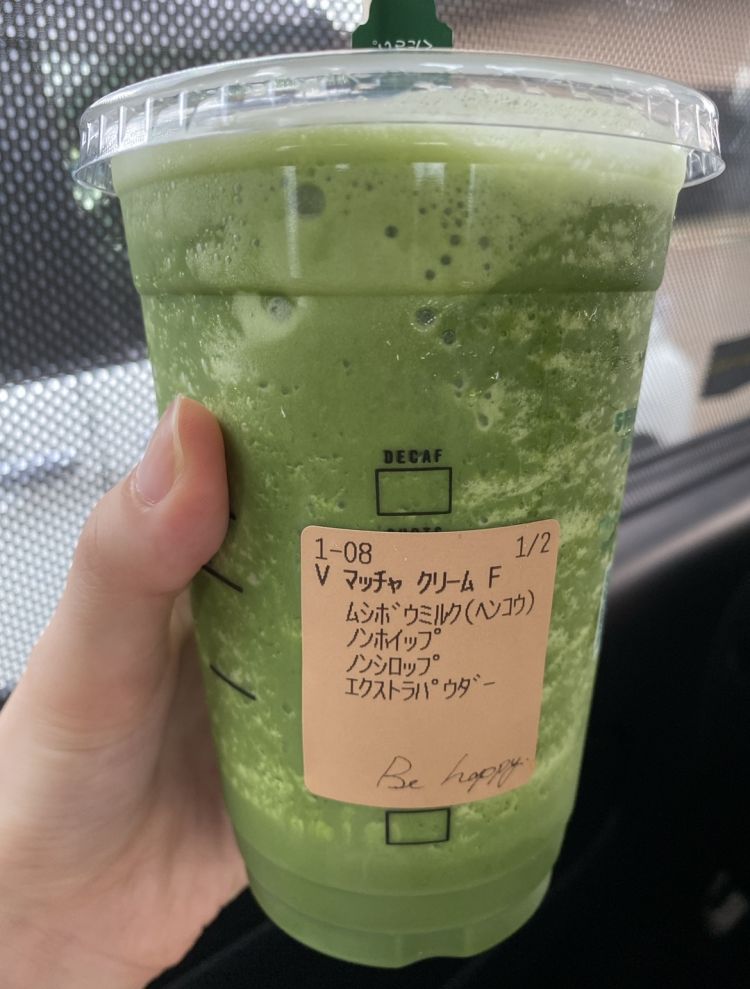 DECAF
1-08 1/2
V マッチャ クリーム F
ムシボウミルク(ヘンコウ)
ノンホイップ
ノンシロップ
エクストラパウダー
Be happy.